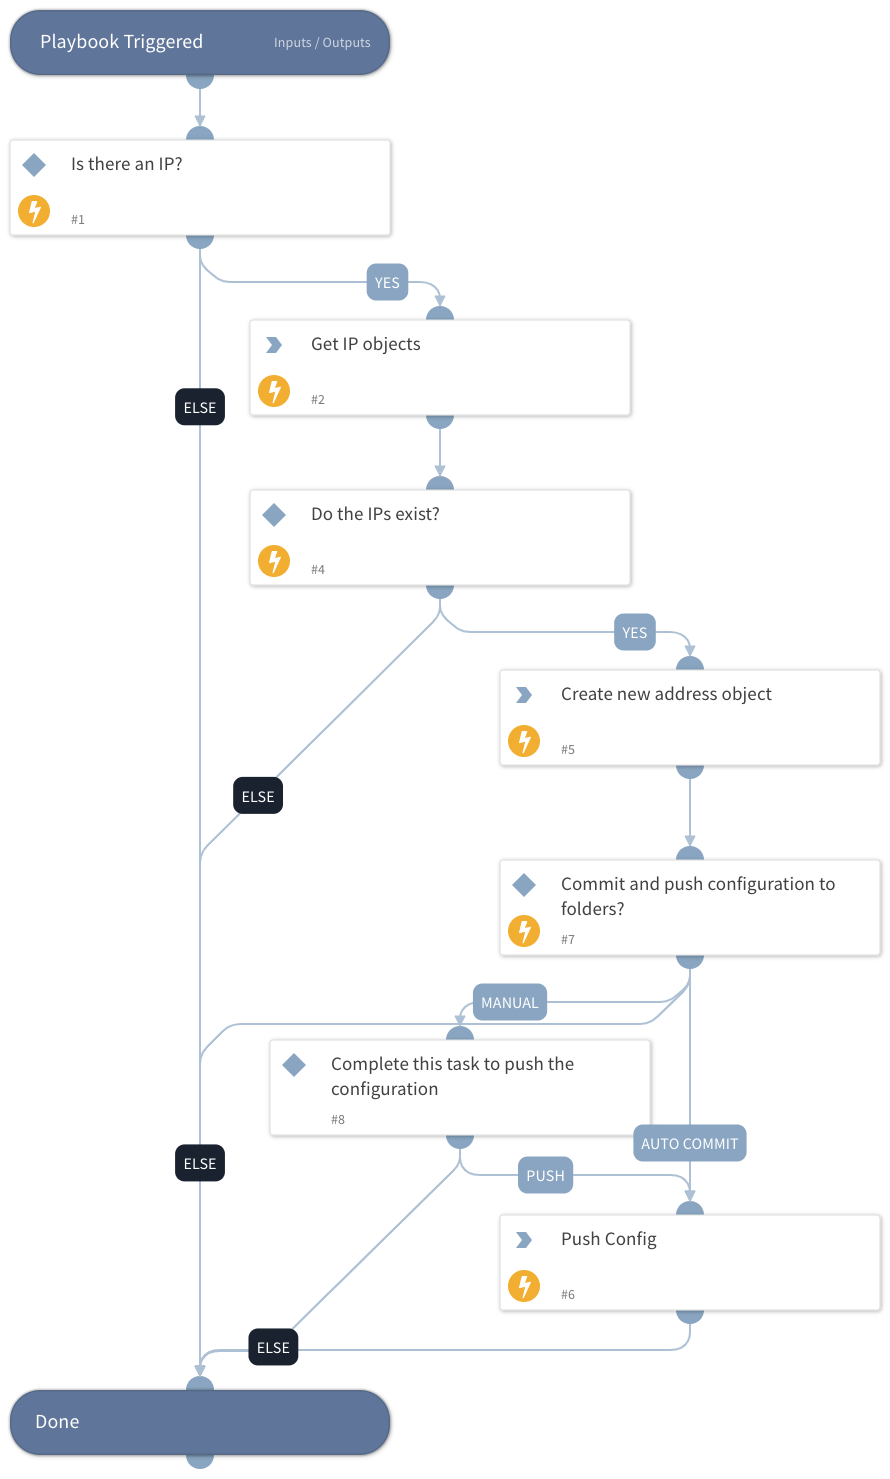 Playbook Triggered
Inputs / Outputs
Is there an IP?
#1
YES
Get IP objects
#2
ELSE
Do the IPs exist?
#4
YES
Create new address object
#5
ELSE
Commit and push configuration to
folders?
#7
MANUAL
Complete this task to push the
configuration
#8
AUTO COMMIT
ELSE
PUSH
Push Config
#6
ELSE
Done